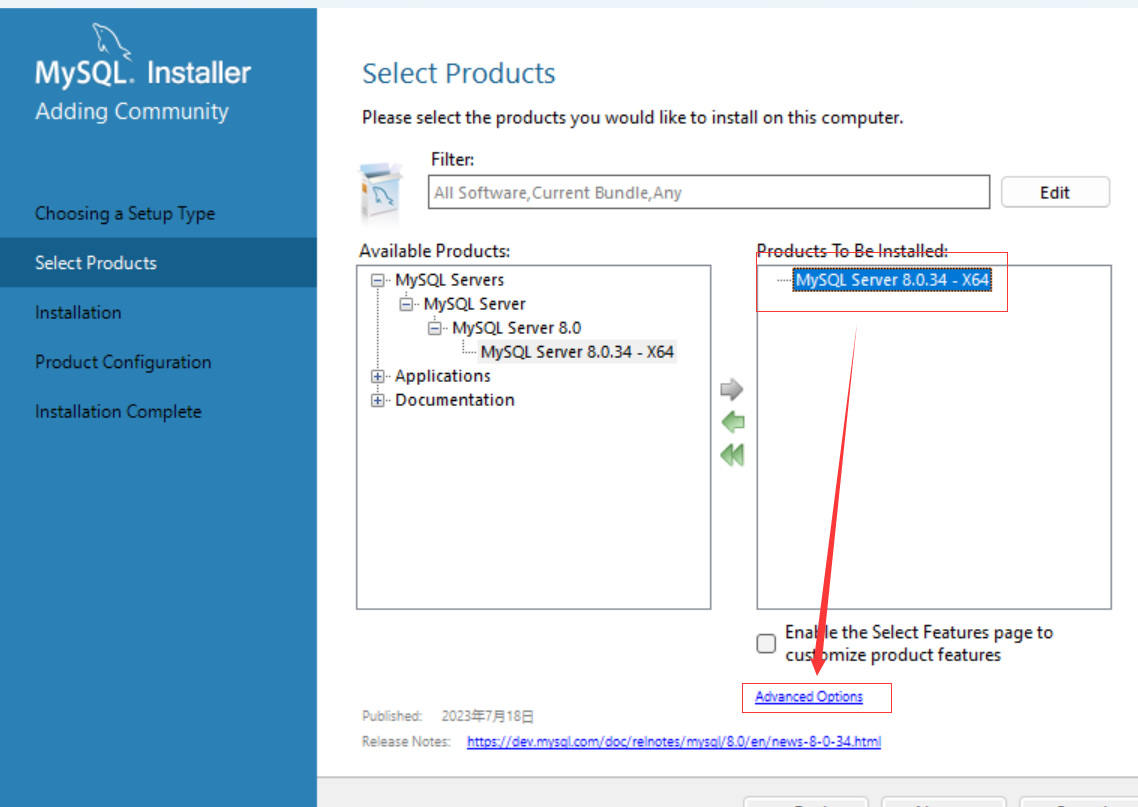 MySQL. Installer
Adding Community
Choosing a Setup Type
Select Products
Installation
Product Configuration
Installation Complete
Select Products
Please select the products you would like to install on this computer.
Filter:
All Software,Current Bundle,Any
Edit
Available Products:
MySQL Servers
MySQL Server
MySQL Server 8.0
MySQL Server 8.0.34 - X64
Applications
Documentation
Products To Be Installed:
MySQL Server 8.0.34 - X64
Enable the Select Features page to
customize product features
Advanced Options
Published: 2023年7月18日
Release Notes: https://dev.mysql.com/doc/relnotes/mysql/8.0/en/news-8-0-34.html